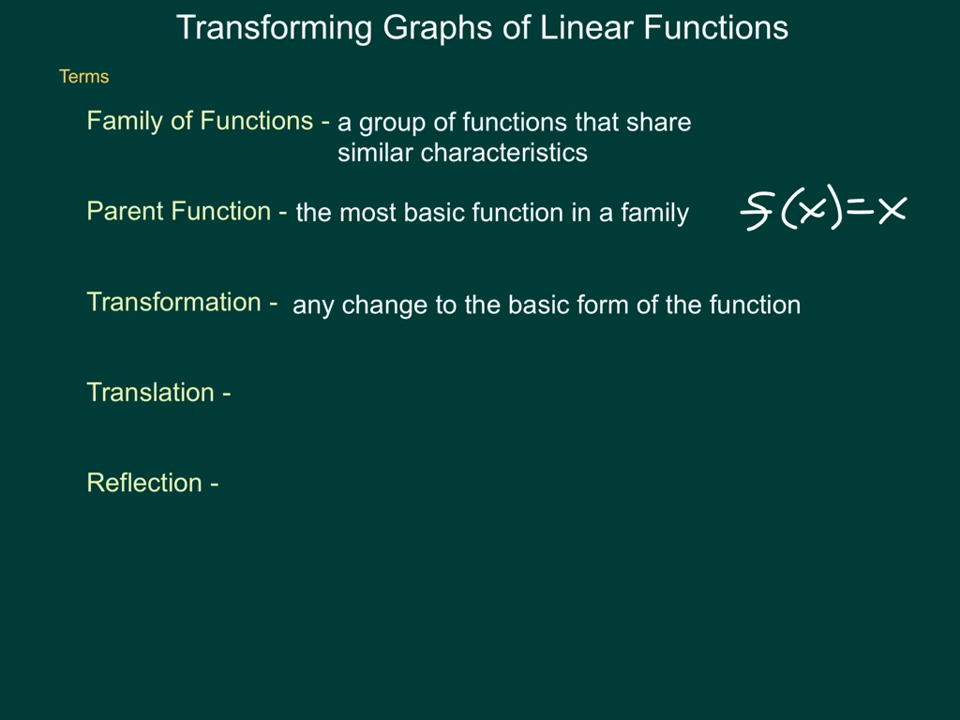 Transforming Graphs of Linear Functions
Terms
Family of Functions - a group of functions that share
similar characteristics
Parent Function - the most basic function in a family f(x)=x
Transformation - any change to the basic form of the function
Translation -
Reflection -